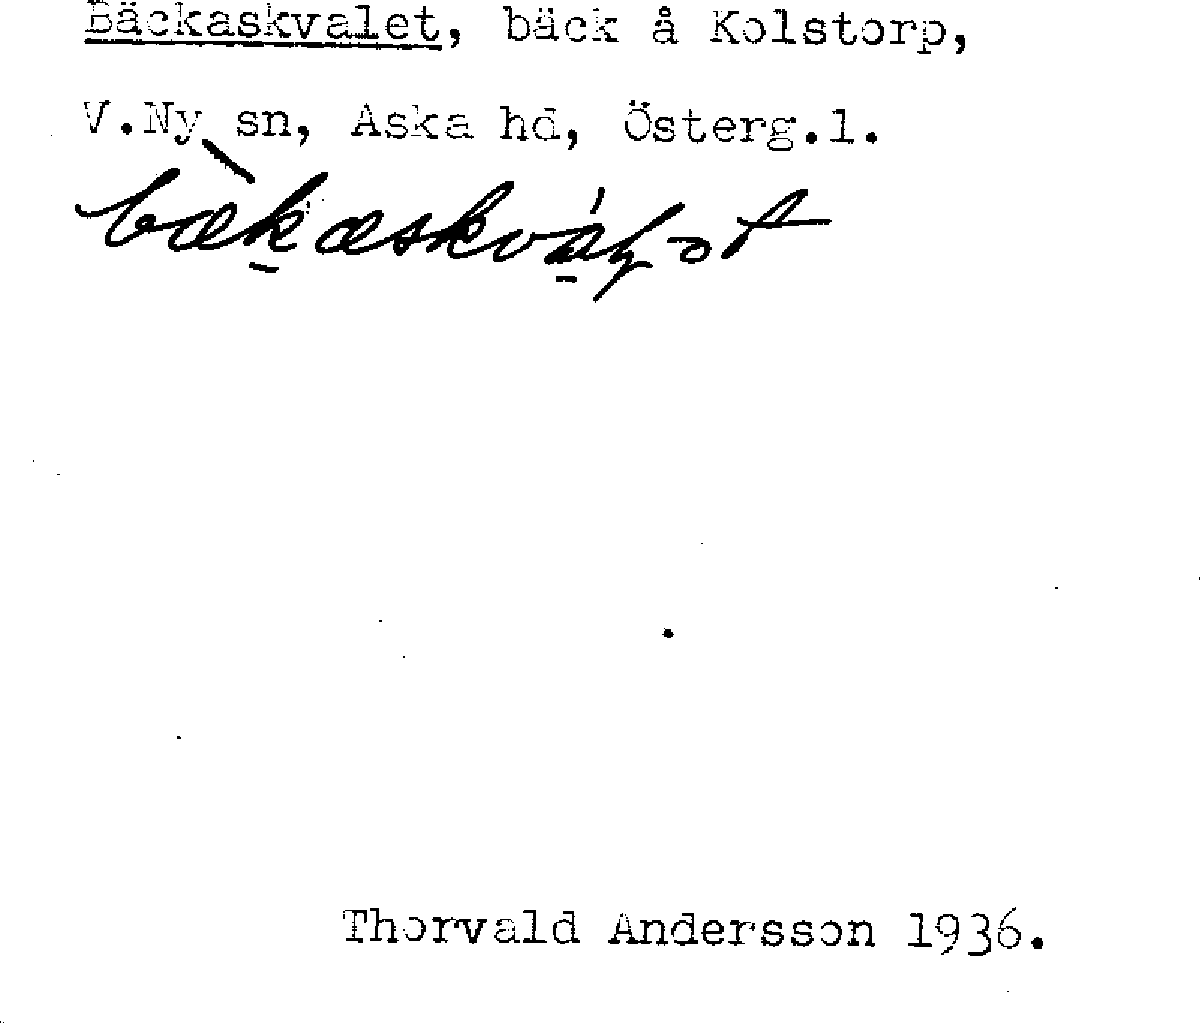 Bäckaskvalet, bäck å Kolstorp,
V.Ny sn, Aska hd, Österg.l.
Thorvald Andersson 1936.